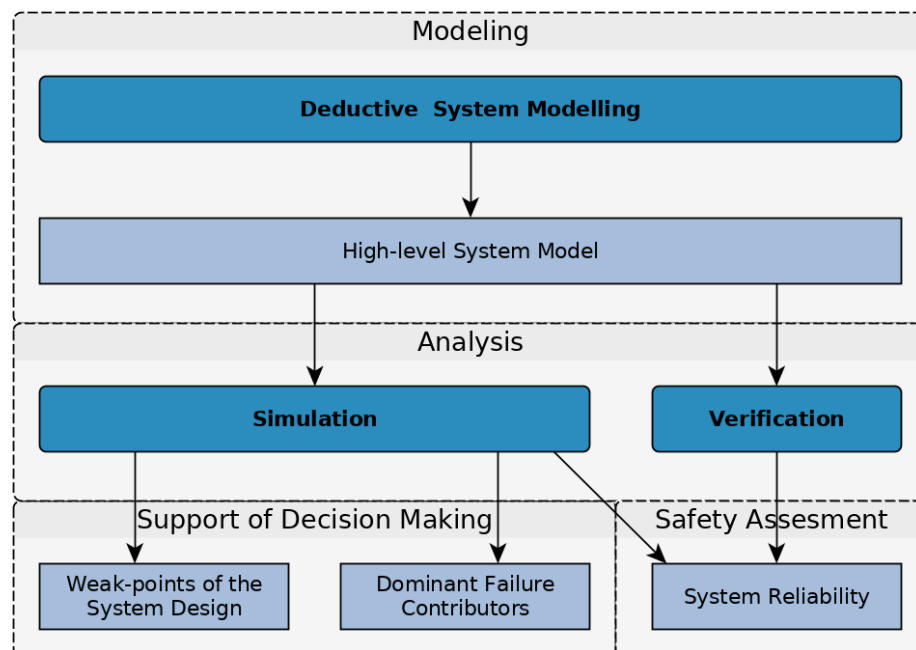 Modeling
Deductive System Modelling
High-level System Model
Analysis
Simulation
Verification
Support of Decision Making
Safety Assesment
Weak-points of the
System Design
Dominant Failure
Contributors
System Reliability